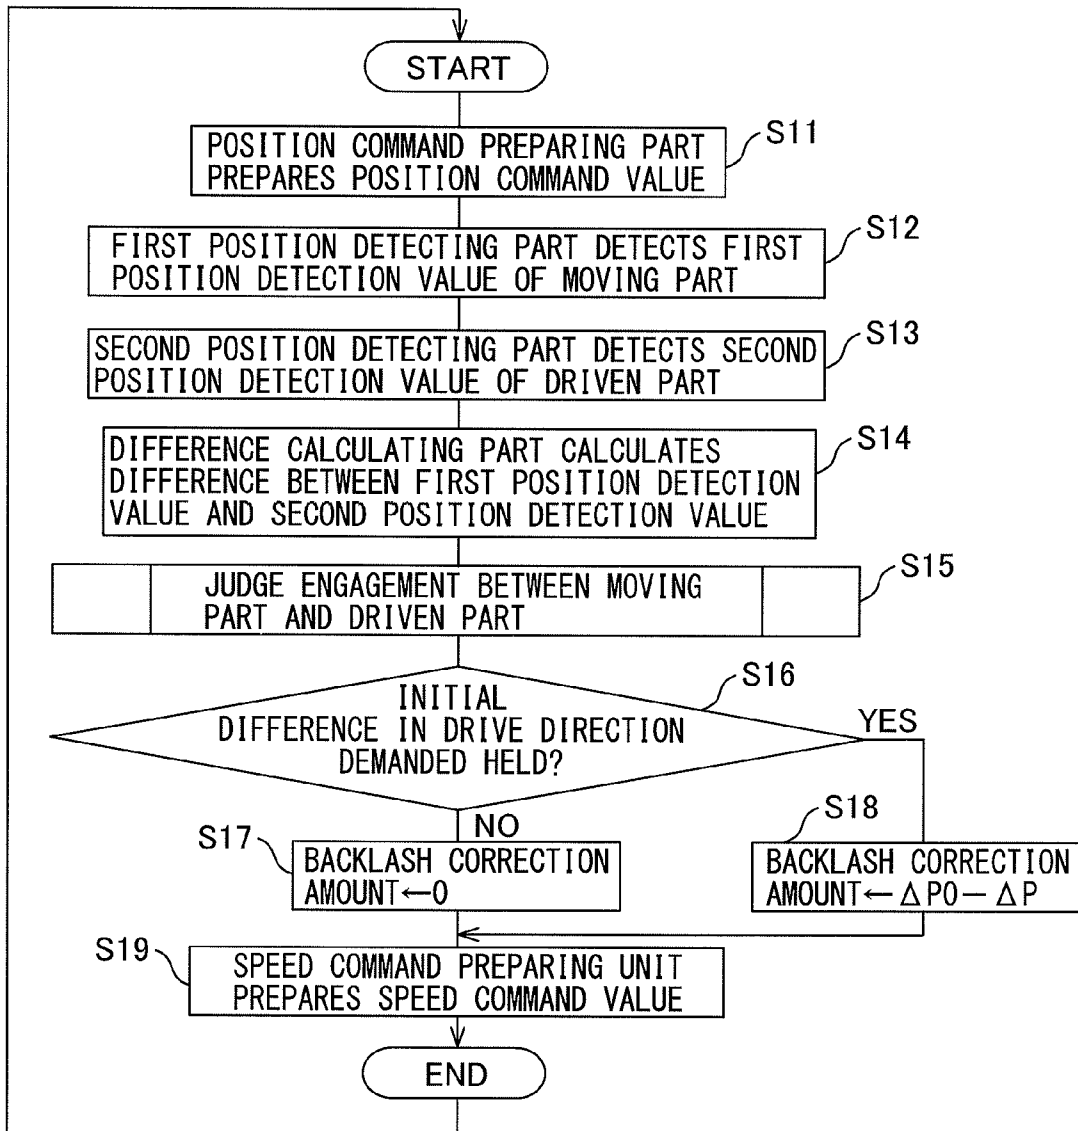 START
S11
POSITION COMMAND PREPARING PART
PREPARES POSITION COMMAND VALUE
S12
FIRST POSITION DETECTING PART DETECTS FIRST
POSITION DETECTION VALUE OF MOVING PART
S13
SECOND POSITION DETECTING PART DETECTS SECOND
POSITION DETECTION VALUE OF DRIVEN PART
S14
DIFFERENCE CALCULATING PART CALCULATES
DIFFERENCE BETWEEN FIRST POSITION DETECTION
VALUE AND SECOND POSITION DETECTION VALUE
S15
JUDGE ENGAGEMENT BETWEEN MOVING
PART AND DRIVEN PART
S16
INITIAL
DIFFERENCE IN DRIVE DIRECTION
DEMANDED HELD?
YES
NO
S17
BACKLASH CORRECTION
AMOUNT←0
S18
BACKLASH CORRECTION
AMOUNT←ΔP0−ΔP
S19
SPEED COMMAND PREPARING UNIT
PREPARES SPEED COMMAND VALUE
END